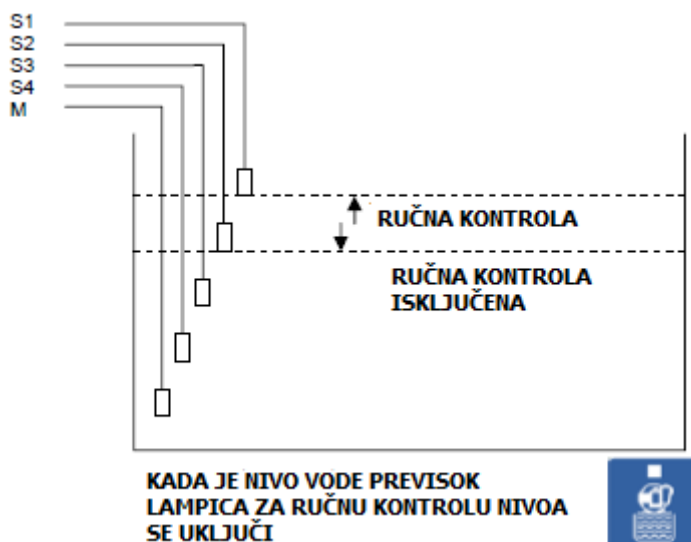 S1
S2
S3
S4
M
RUČNA KONTROLA
RUČNA KONTROLA
ISKLJUČENA
KADA JE NIVO VODE PREVISOK
LAMPICA ZA RUČNU KONTROLU NIVOA
SE UKLJUČI